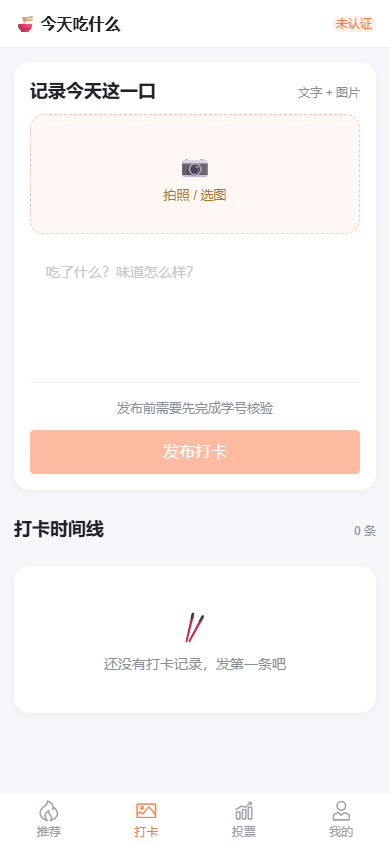 今天吃什么
未认证
记录今天这一口
文字 + 图片
拍照 / 选图
吃了什么？味道怎么样？
发布前需要先完成学号核验
发布打卡
打卡时间线
0 条
还没有打卡记录，发第一条吧
推荐
打卡
投票
我的